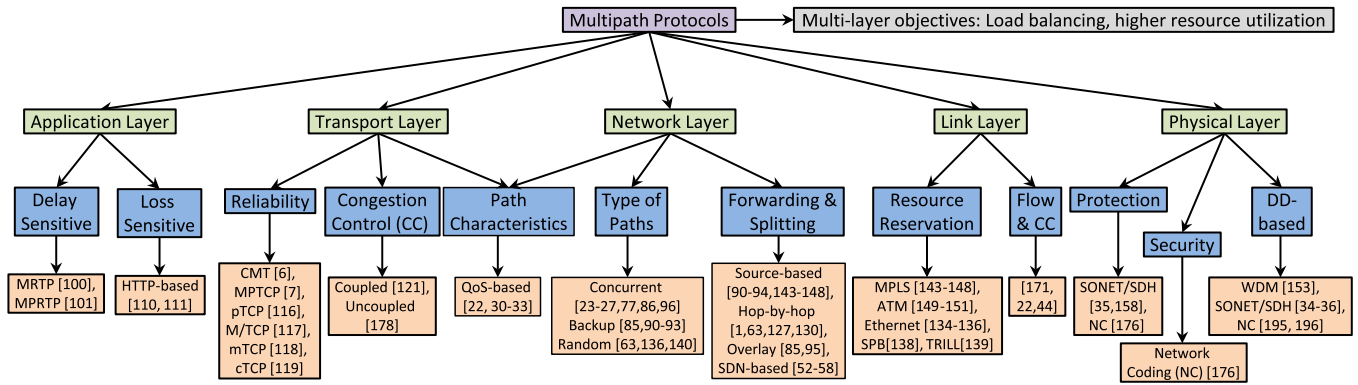 Multipath Protocols
Multi-layer objectives: Load balancing, higher resource utilization
Application Layer
Transport Layer
Network Layer
Link Layer
Physical Layer
Delay
Sensitive
Loss
Sensitive
Reliability
Congestion
Control (CC)
Path
Characteristics
Type of
Paths
Forwarding &
Splitting
Resource
Reservation
Flow
& CC
Protection
Security
DD-
based
MRTP [100],
MPRTP [101]
HTTP-based
[110, 111]
CMT [6],
MPTCP [7],
pTCP [116],
M/TCP [117],
mTCP [118],
cTCP [119]
Coupled [121],
Uncoupled
[178]
QoS-based
[22, 30-33]
Concurrent
[23-27,77,86,96]
Backup [85,90-93]
Random [63,136,140]
Source-based
[90-94,143-148],
Hop-by-hop
[1,63,127,130],
Overlay [85,95],
SDN-based [52-58]
MPLS [143-148],
ATM [149-151],
Ethernet [134-136],
SPB[138], TRILL[139]
[171,
22,44]
SONET/SDH
[35,158],
NC [176]
Network
Coding (NC) [176]
WDM [153],
SONET/SDH [34-36],
NC [195, 196]